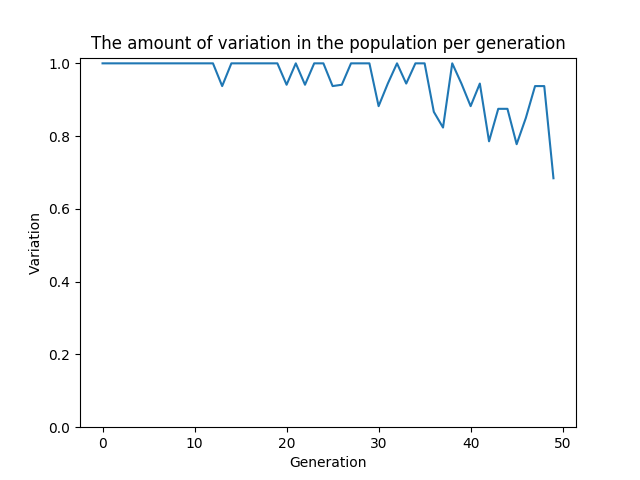 The amount of variation in the population per generation
1.0
0.8
0.6
0.4
0.2
0.0
Variation
0 10 20 30 40 50
Generation